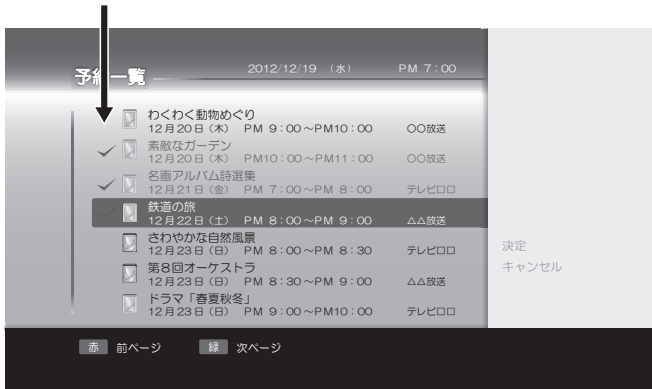 予約一覧
2012/12/19 (水) PM 7:00
わくわく動物めぐり
12月20日(木) PM 9:00～PM10:00 〇〇放送
素敵なガーデン
12月20日(木) PM10:00～PM11:00 〇〇放送
名画アルバム詩選集
12月21日(金) PM 7:00～PM 8:00 テレビ□□
鉄道の旅
12月22日(土) PM 8:00～PM 9:00 △△放送
さわやかな自然風景
12月23日(日) PM 8:00～PM 8:30 テレビ□□
第8回オーケストラ
12月23日(日) PM 8:30～PM 9:00 △△放送
ドラマ「春夏秋冬」
12月23日(日) PM 9:00～PM10:00 テレビ□□
決定
キャンセル
赤 前ページ 緑 次ページ